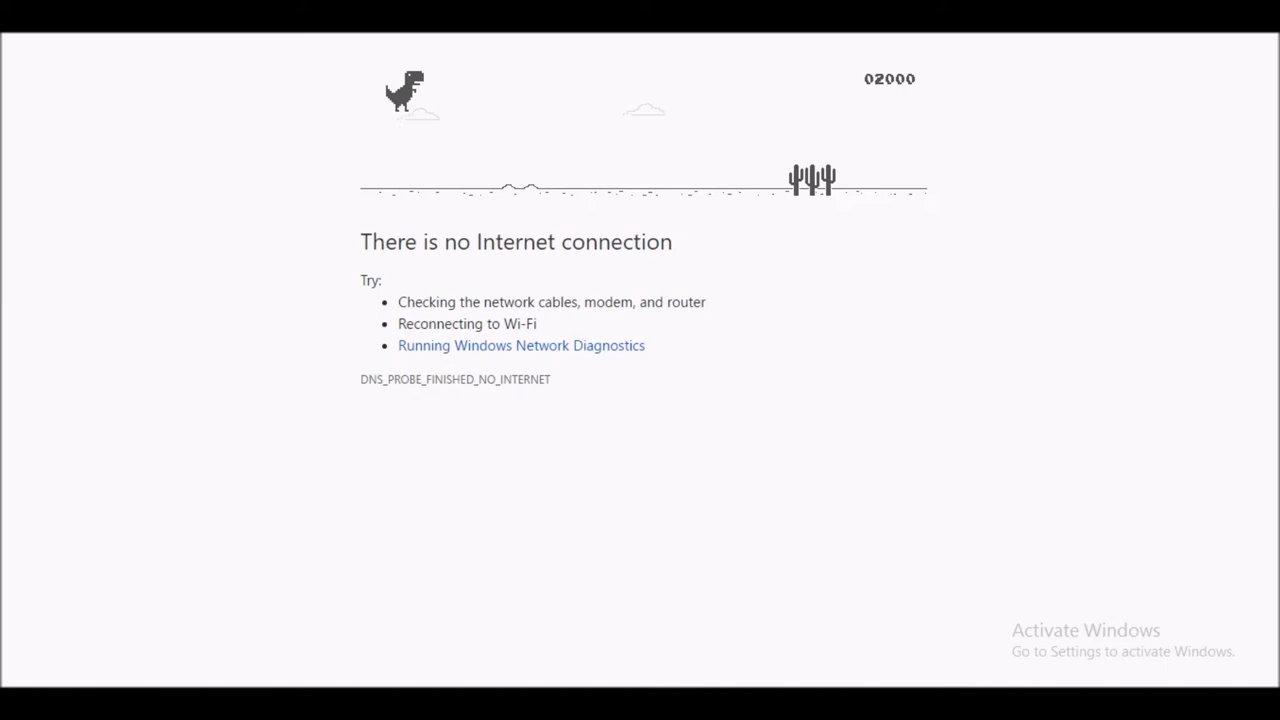 02000
There is no Internet connection
Try:
Checking the network cables, modem, and router
Reconnecting to Wi-Fi
Running Windows Network Diagnostics
DNS_PROBE_FINISHED_NO_INTERNET
Activate Windows
Go to Settings to activate Windows.